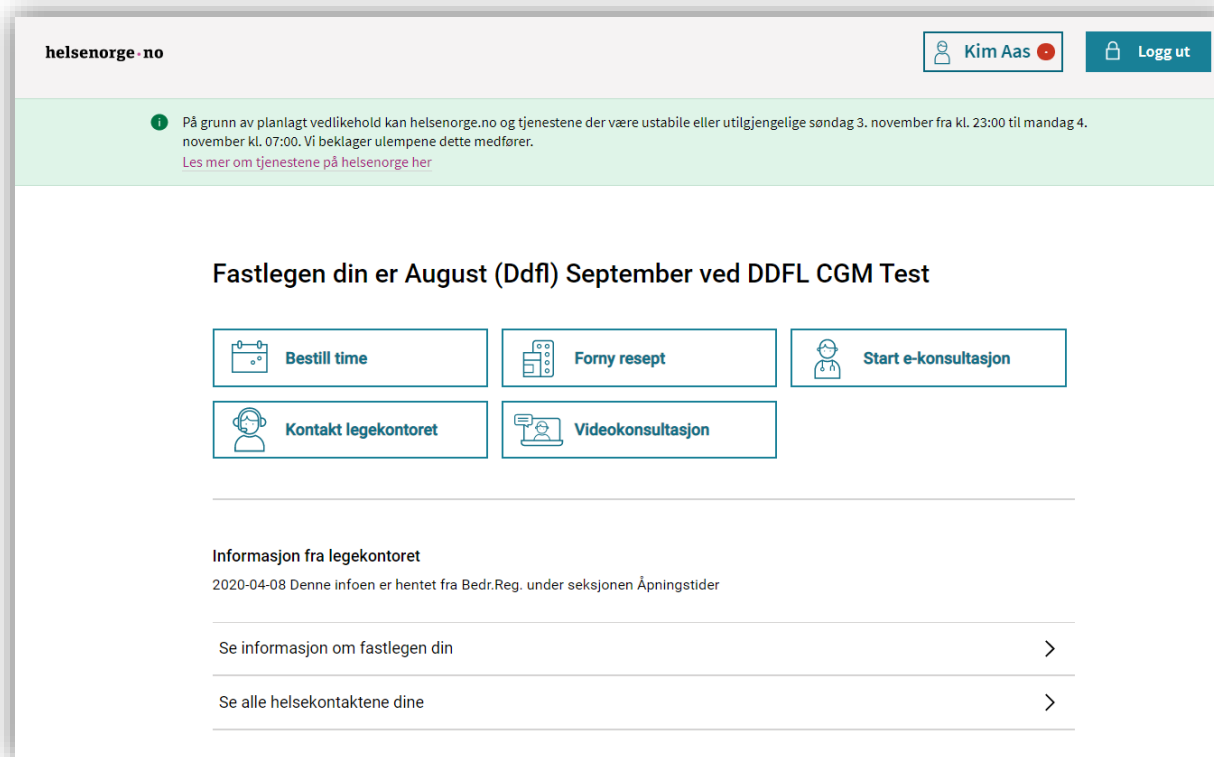 helsenorge·no
Kim Aas
Logg ut
På grunn av planlagt vedlikehold kan helsenorge.no og tjenestene der være ustabile eller utilgjengelige søndag 3. november fra kl. 23:00 til mandag 4.
november kl. 07:00. Vi beklager ulempene dette medfører.
Les mer om tjenestene på helsenorge her
Fastlegen din er August (Ddfl) September ved DDFL CGM Test
Bestill time
Forny resept
Start e-konsultasjon
Kontakt legekontoret
Videokonsultasjon
Informasjon fra legekontoret
2020-04-08 Denne infoen er hentet fra Bedr.Reg. under seksjonen Åpningstider
Se informasjon om fastlegen din
Se alle helsekontaktene dine